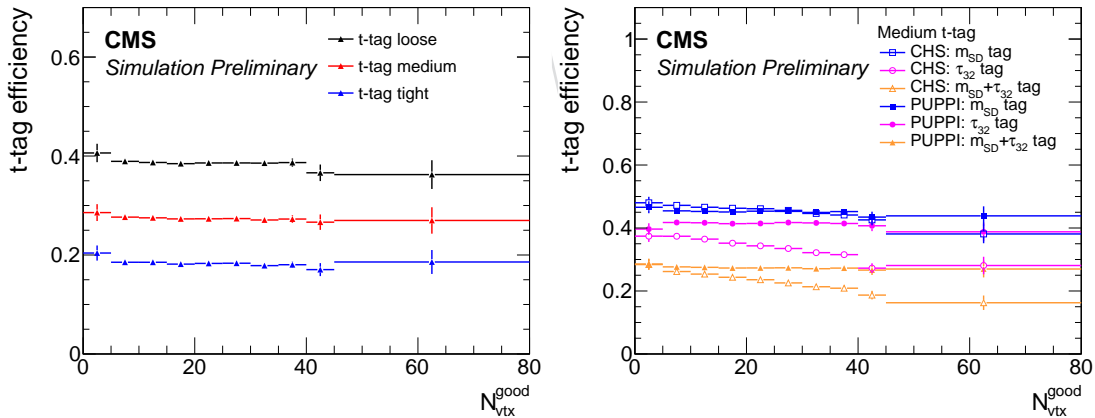 CMS
Simulation Preliminary
t-tag loose
t-tag medium
t-tag tight
t-tag efficiency
0.6
0.4
0.2
0
0 20 40 60 80
N_vtx^good
CMS
Simulation Preliminary
Medium t-tag
CHS: m_SD tag
CHS: τ_32 tag
CHS: m_SD+τ_32 tag
PUPPI: m_SD tag
PUPPI: τ_32 tag
PUPPI: m_SD+τ_32 tag
t-tag efficiency
1
0.8
0.6
0.4
0.2
0
0 20 40 60 80
N_vtx^good